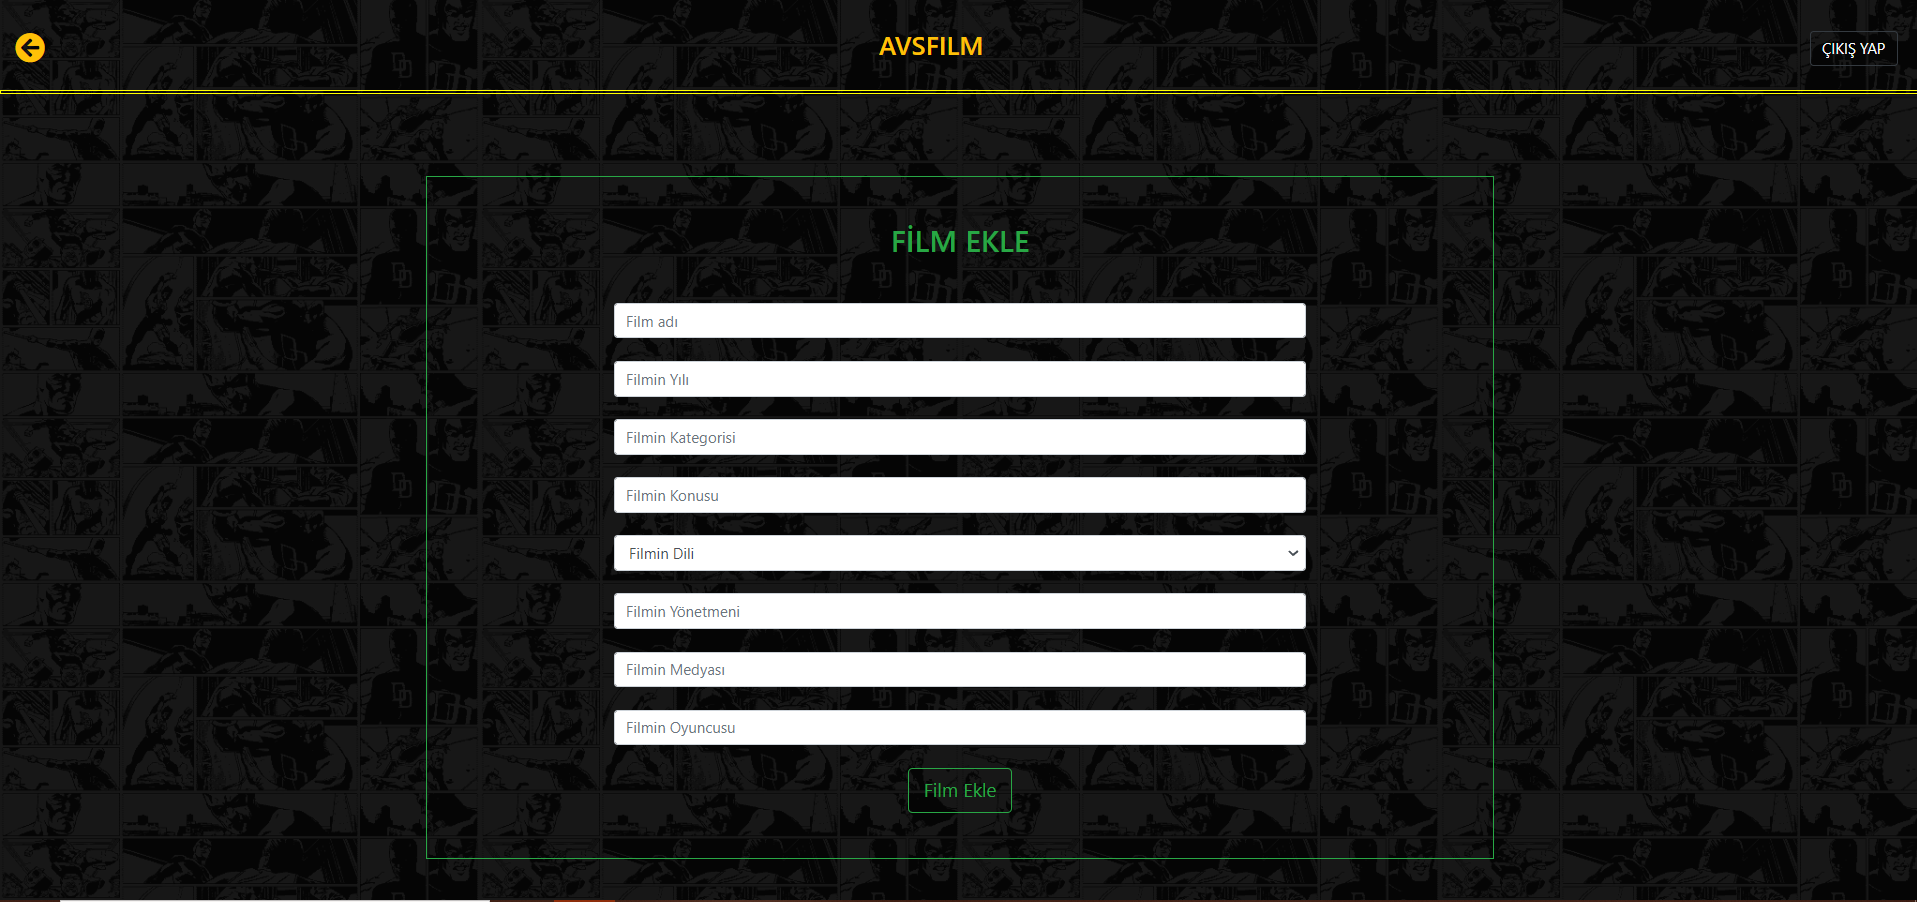 AVSFILM
ÇIKIŞ YAP
FİLM EKLE
Film adı
Filmin Yılı
Filmin Kategorisi
Filmin Konusu
Filmin Dili
Filmin Yönetmeni
Filmin Medyası
Filmin Oyuncusu
Film Ekle